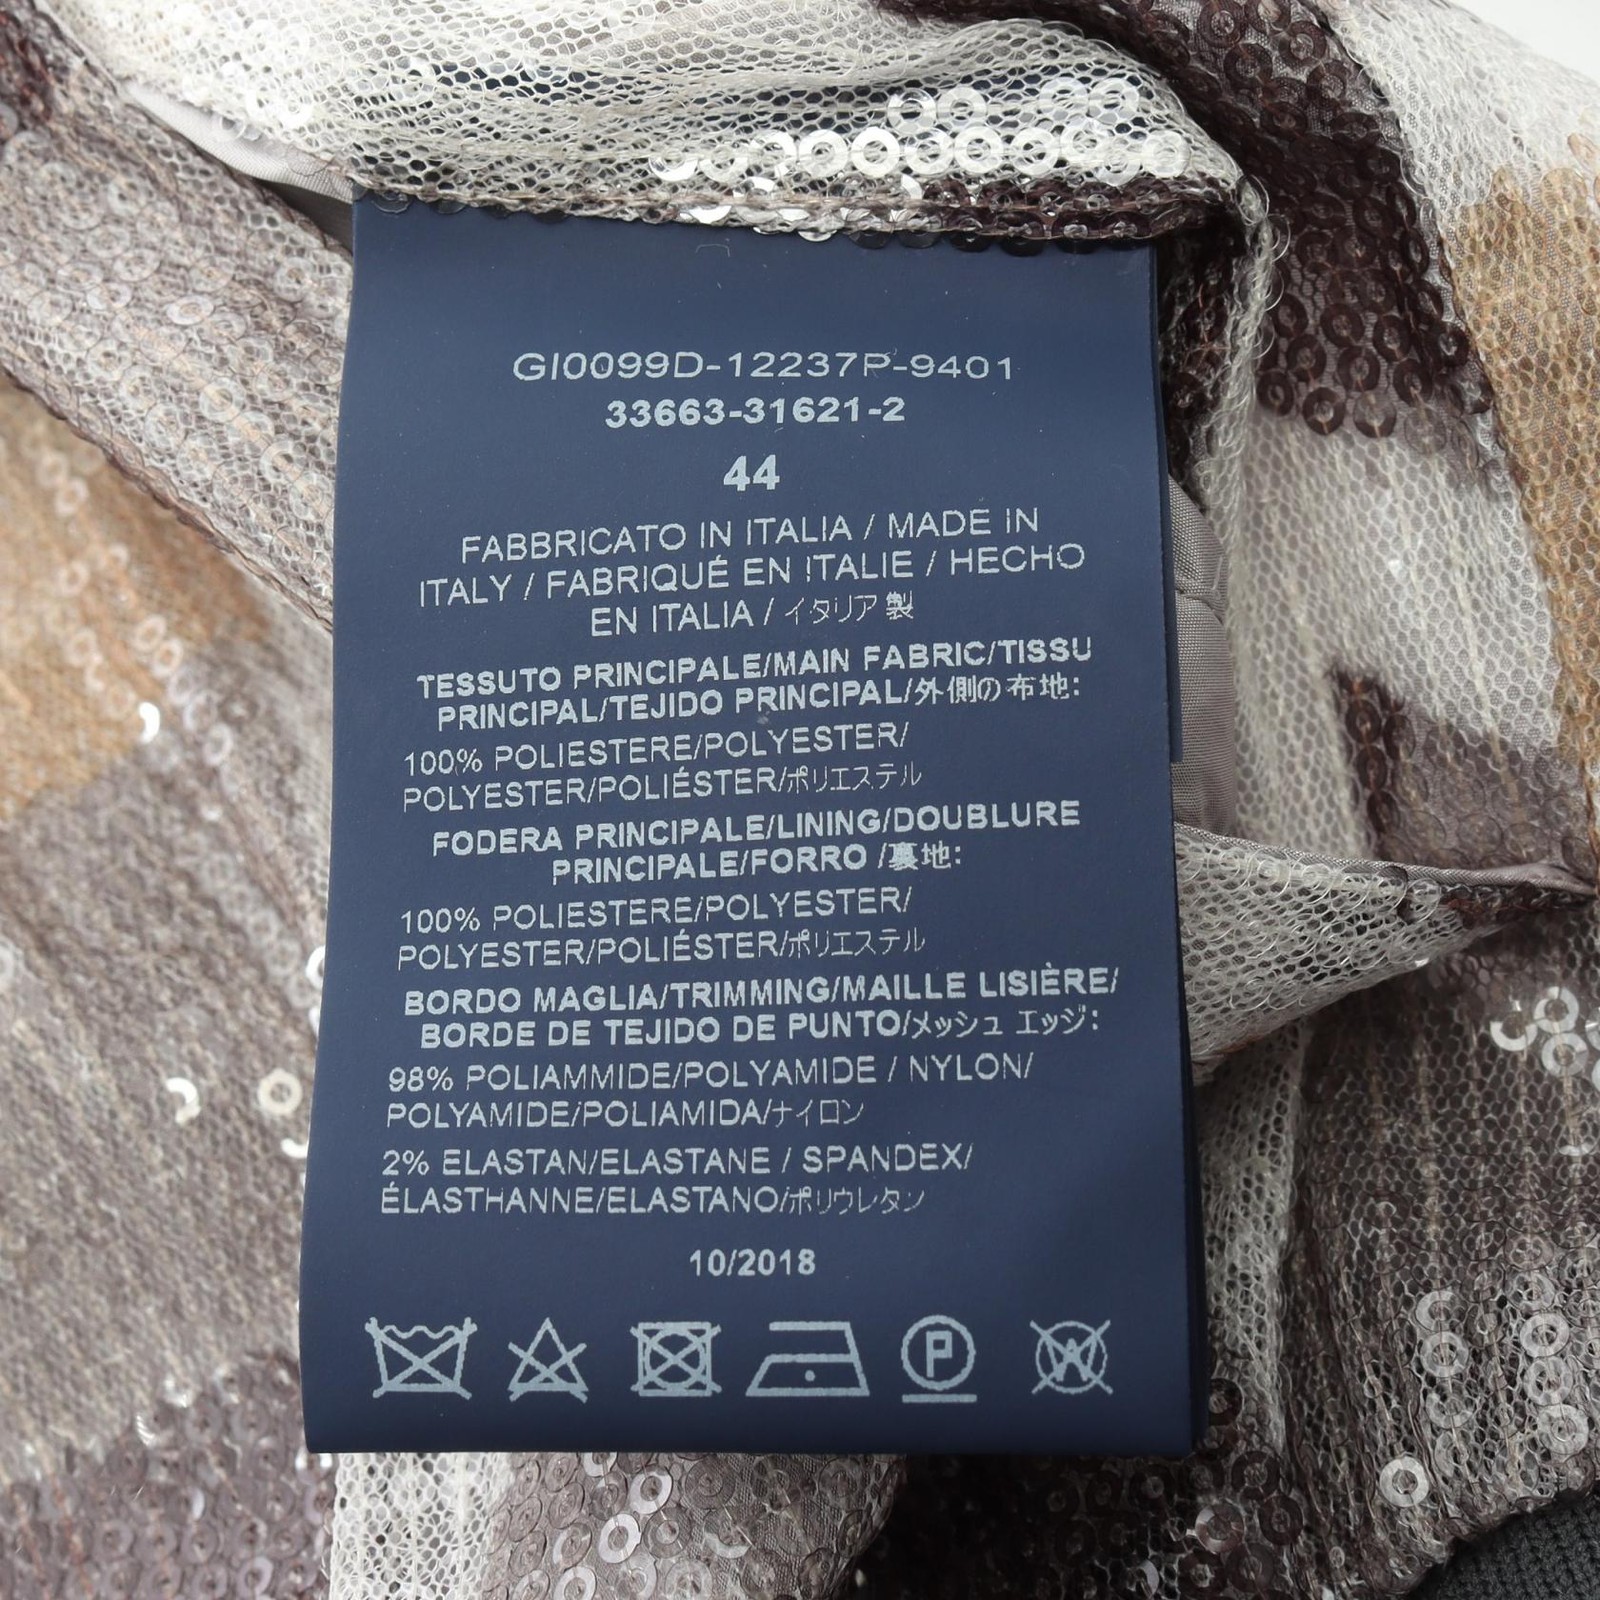 GI0099D-12237P-9401
33663-31621-2
44
FABBRICATO IN ITALIA / MADE IN
ITALY / FABRIQUÉ EN ITALIE / HECHO
EN ITALIA / イタリア製
TESSUTO PRINCIPALE/MAIN FABRIC/TISSU
PRINCIPAL/TEJIDO PRINCIPAL/外側の布地:
100% POLIESTERE/POLYESTER/
POLYESTER/POLIÉSTER/ポリエステル
FODERA PRINCIPALE/LINING/DOUBLURE
PRINCIPALE/FORRO /裏地:
100% POLIESTERE/POLYESTER/
POLYESTER/POLIÉSTER/ポリエステル
BORDO MAGLIA/TRIMMING/MAILLE LISIÈRE/
BORDE DE TEJIDO DE PUNTO/メッシュ エッジ:
98% POLIAMMIDE/POLYAMIDE / NYLON/
POLYAMIDE/POLIAMIDA/ナイロン
2% ELASTAN/ELASTANE / SPANDEX/
ÉLASTHANNE/ELASTANO/ポリウレタン
10/2018
P W